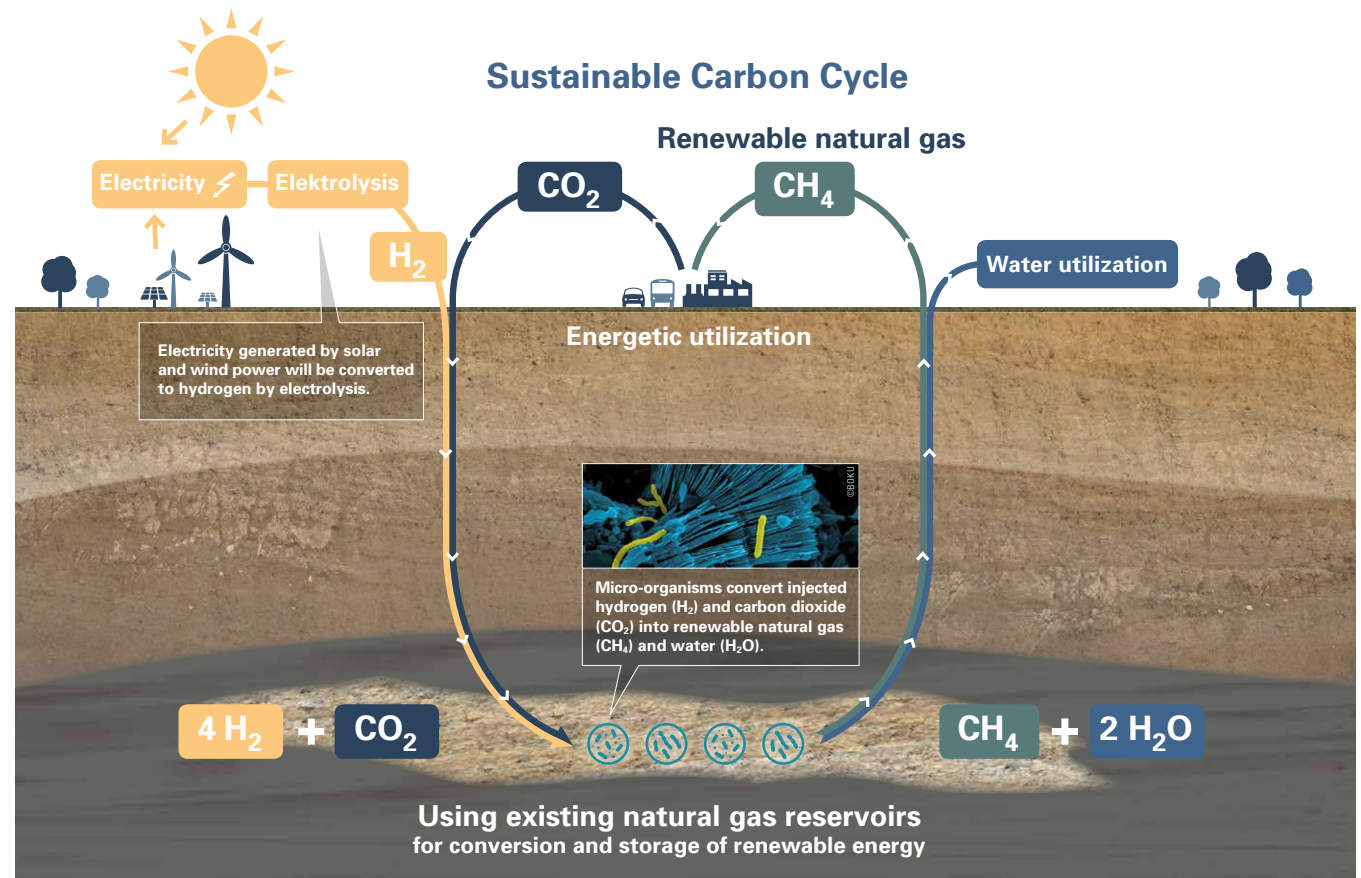 Sustainable Carbon Cycle
Renewable natural gas
Electricity
Elektrolysis
H₂
CO₂
CH₄
Water utilization
Energetic utilization
Electricity generated by solar
and wind power will be converted
to hydrogen by electrolysis.
©BOKU
Micro-organisms convert injected
hydrogen (H₂) and carbon dioxide
(CO₂) into renewable natural gas
(CH₄) and water (H₂O).
4 H₂ + CO₂
CH₄ + 2 H₂O
Using existing natural gas reservoirs
for conversion and storage of renewable energy